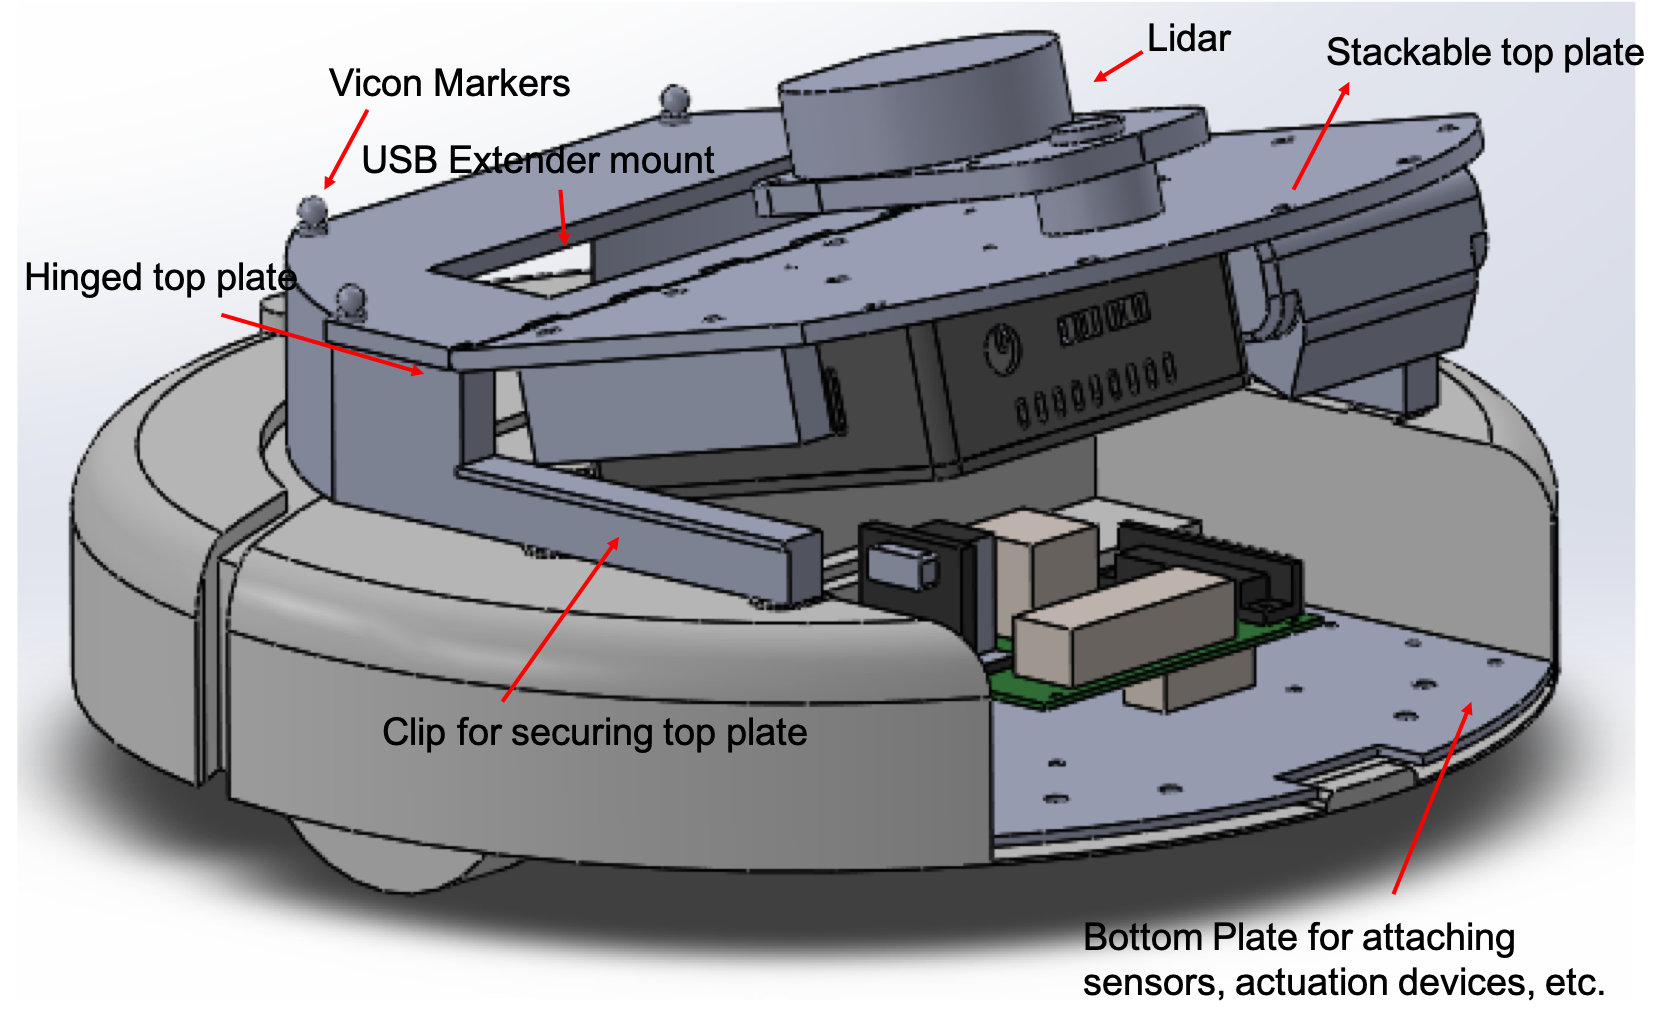 Lidar
Stackable top plate
Vicon Markers
USB Extender mount
Hinged top plate
Clip for securing top plate
Bottom Plate for attaching
sensors, actuation devices, etc.